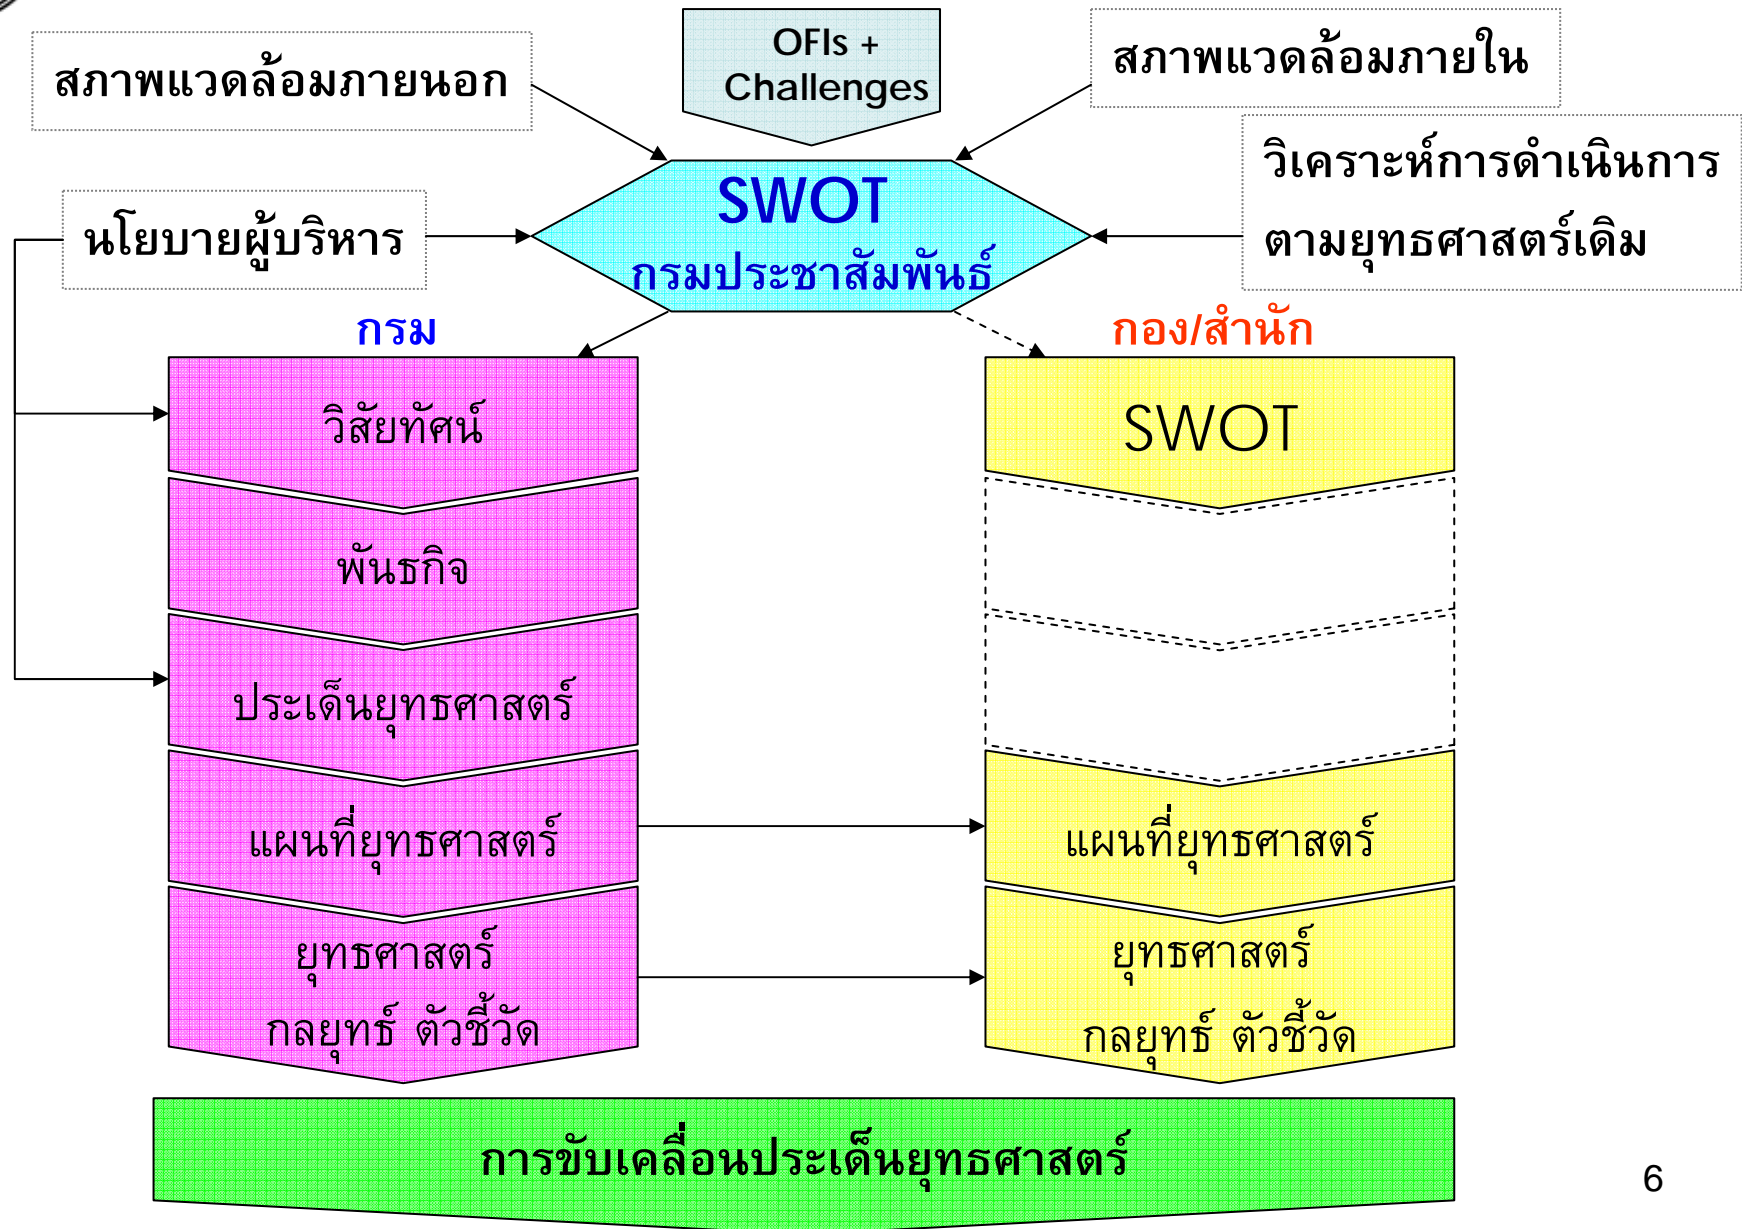 OFIs +
Challenges
สภาพแวดล้อมภายนอก
สภาพแวดล้อมภายใน
วิเคราะห์การดำเนินการ
ตามยุทธศาสตร์เดิม
นโยบายผู้บริหาร
SWOT
กรมประชาสัมพันธ์
กรม
กอง/สำนัก
วิสัยทัศน์
SWOT
พันธกิจ
ประเด็นยุทธศาสตร์
แผนที่ยุทธศาสตร์
แผนที่ยุทธศาสตร์
ยุทธศาสตร์
กลยุทธ์ ตัวชี้วัด
ยุทธศาสตร์
กลยุทธ์ ตัวชี้วัด
การขับเคลื่อนประเด็นยุทธศาสตร์
6